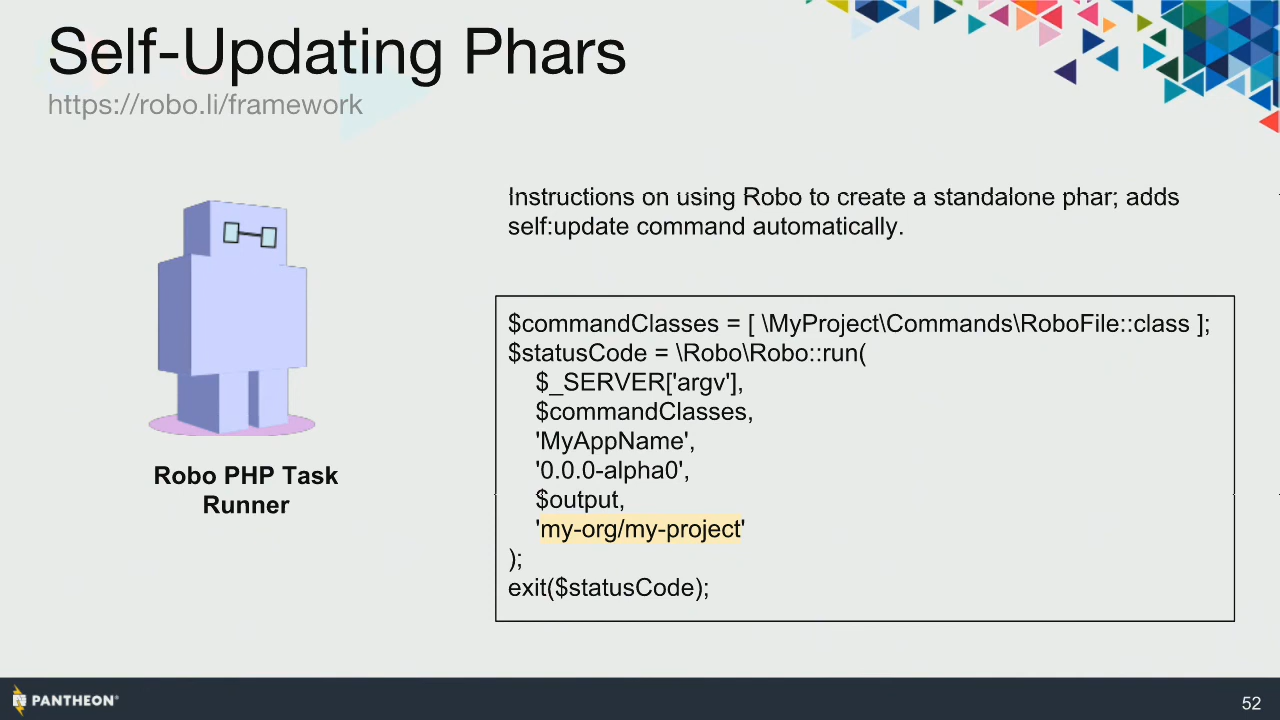 Self-Updating Phars
https://robo.li/framework
Instructions on using Robo to create a standalone phar; adds
self:update command automatically.
Robo PHP Task
Runner
$commandClasses = [ \MyProject\Commands\RoboFile::class ];
$statusCode = \Robo\Robo::run(
$_SERVER['argv'],
$commandClasses,
'MyAppName',
'0.0.0-alpha0',
$output,
'my-org/my-project'
);
exit($statusCode);
PANTHEON®
52